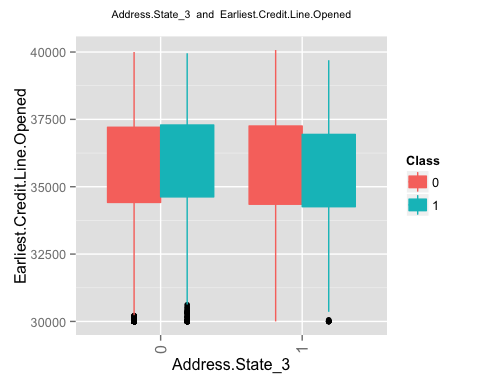 Address.State_3 and Earliest.Credit.Line.Opened
40000
37500
35000
32500
30000
Earliest.Credit.Line.Opened
0
1
Address.State_3
Class
0
1